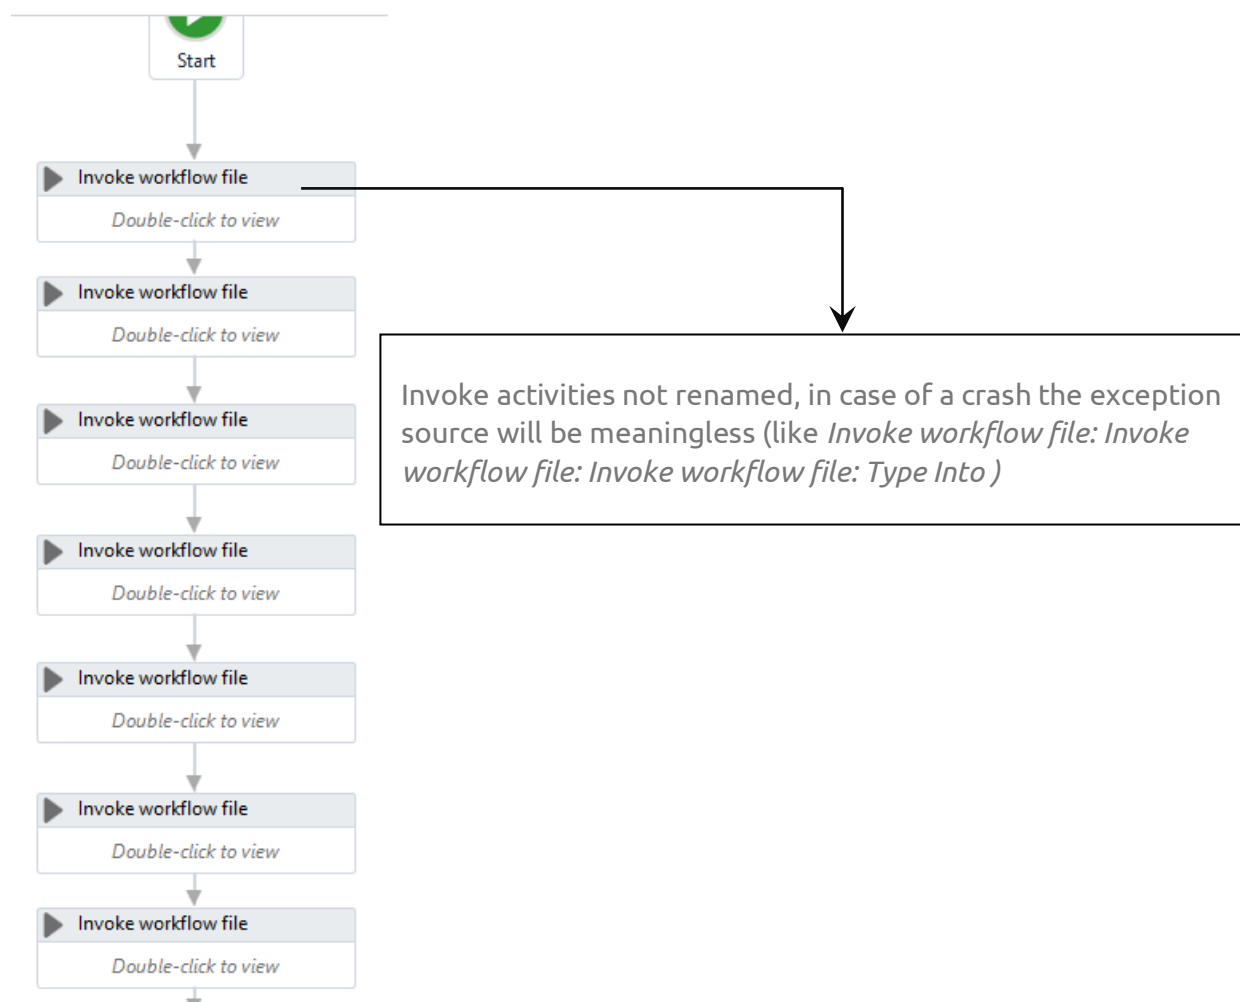 Start
Invoke workflow file
Double-click to view
Invoke workflow file
Double-click to view
Invoke activities not renamed, in case of a crash the exception
source will be meaningless (like Invoke workflow file: Invoke
workflow file: Invoke workflow file: Type Into )
Invoke workflow file
Double-click to view
Invoke workflow file
Double-click to view
Invoke workflow file
Double-click to view
Invoke workflow file
Double-click to view
Invoke workflow file
Double-click to view